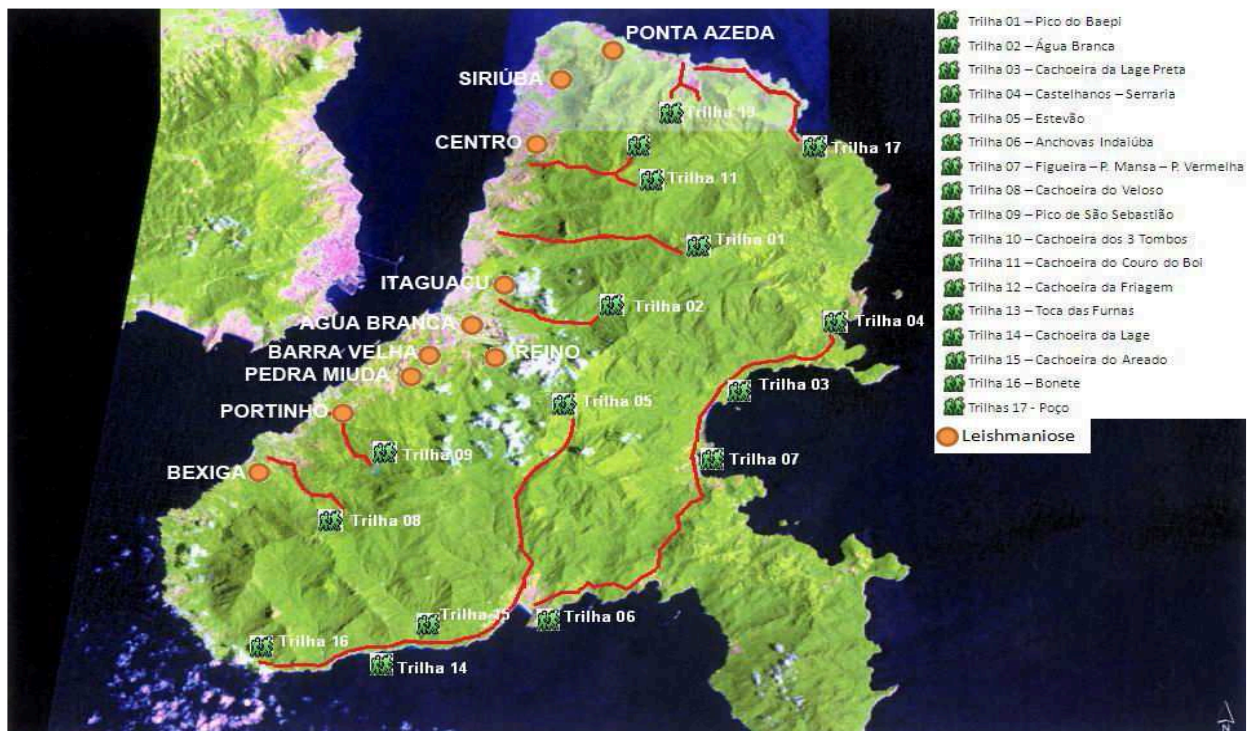 PONTA AZEDA
SIRIÚBA
CENTRO
Trilha 19
Trilha 17
Trilha 11
Trilha 01
ITAGUAÇU
Trilha 02
AGUA BRANCA
BARRA VELHA
REINO
PEDRA MIUDA
Trilha 04
Trilha 03
Trilha 05
PORTINHO
Trilha 09
Trilha 07
BEXIGA
Trilha 08
Trilha 15
Trilha 06
Trilha 16
Trilha 14
Trilha 01 – Pico do Baepi
Trilha 02 – Água Branca
Trilha 03 – Cachoeira da Lage Preta
Trilha 04 – Castelhanos – Serraria
Trilha 05 – Estevão
Trilha 06 – Anchovas Indaiúba
Trilha 07 – Figueira – P. Mansa – P. Vermelha
Trilha 08 – Cachoeira do Veloso
Trilha 09 – Pico de São Sebastião
Trilha 10 – Cachoeira dos 3 Tombos
Trilha 11 – Cachoeira do Couro do Boi
Trilha 12 – Cachoeira da Friagem
Trilha 13 – Toca das Furnas
Trilha 14 – Cachoeira da Lage
Trilha 15 – Cachoeira do Areado
Trilha 16 – Bonete
Trilhas 17 - Poço
Leishmaniose